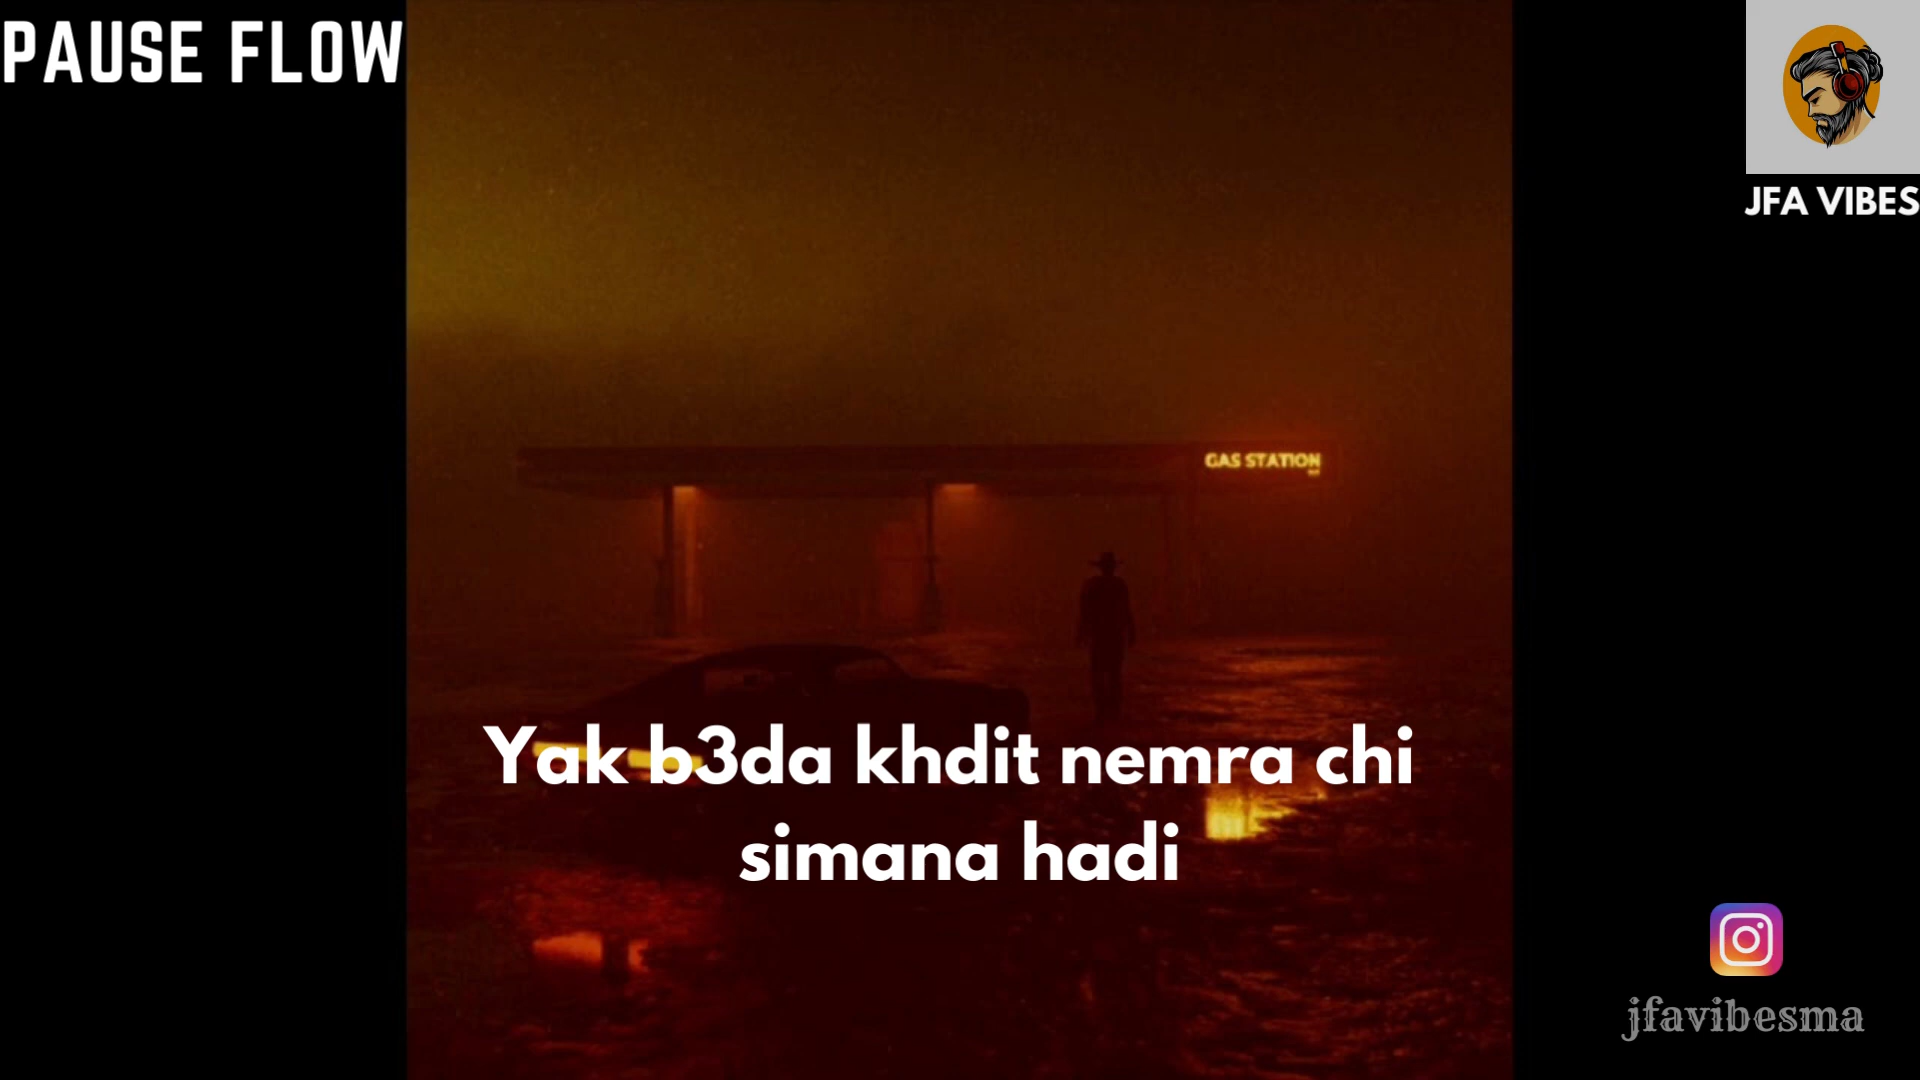 PAUSE FLOW
JFA VIBES
GAS STATION
Yak b3da khdit nemra chi
simana hadi
jfavibesma